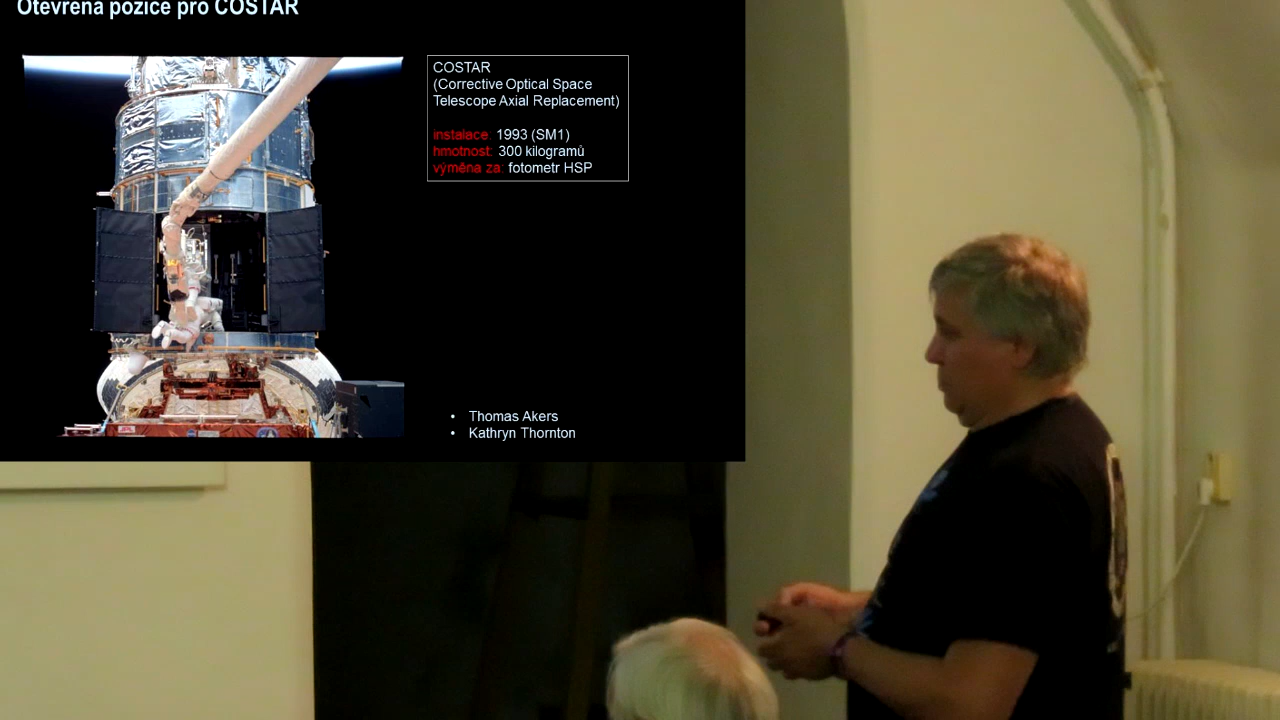 Otevřená pozice pro COSTAR
COSTAR
(Corrective Optical Space
Telescope Axial Replacement)
instalace: 1993 (SM1)
hmotnost: 300 kilogramů
výměna za: fotometr HSP
• Thomas Akers
• Kathryn Thornton
JPL